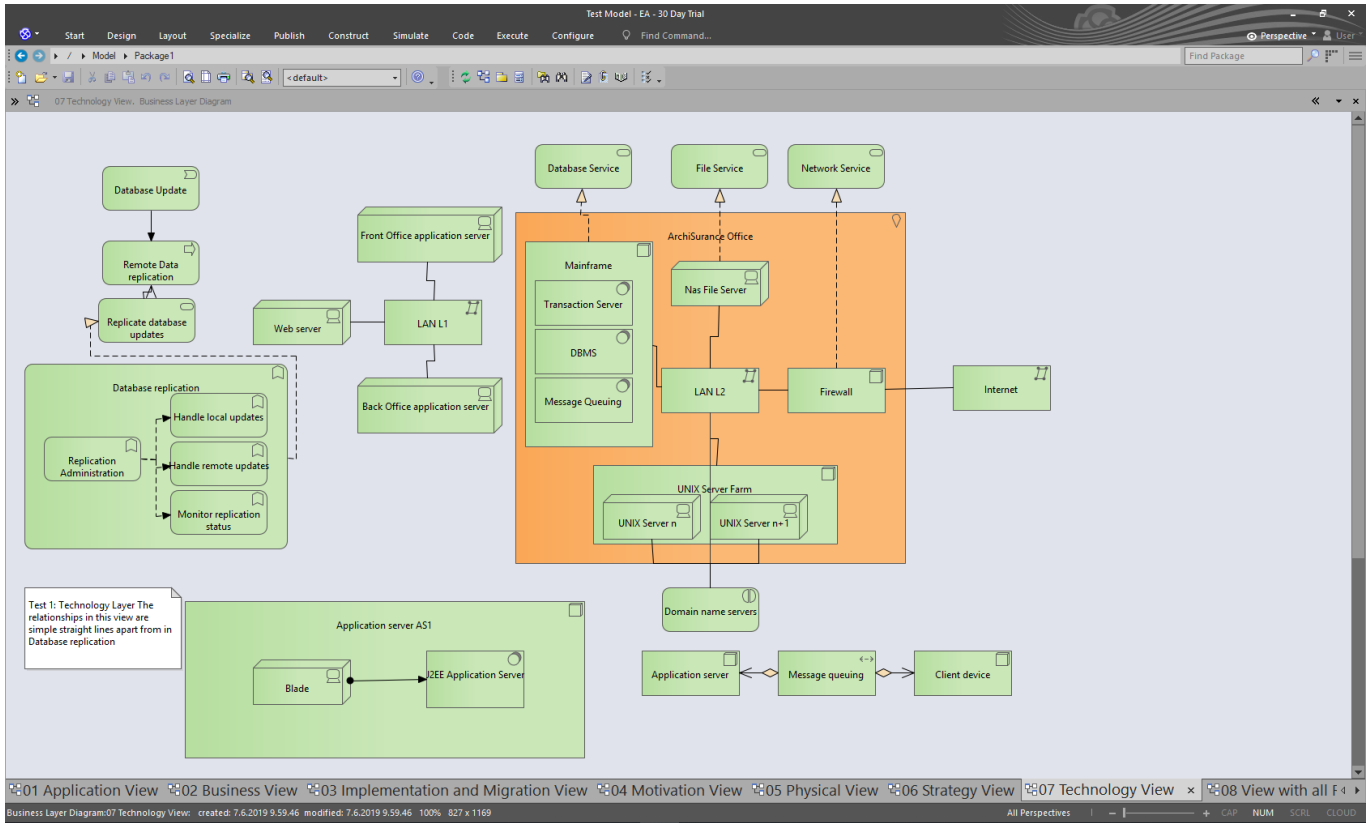 Test Model - EA - 30 Day Trial
Start Design Layout Specialize Publish Construct Simulate Code Execute Configure Find Command...
Perspective User
/ Model Package1
Find Package
<default>
07 Technology View. Business Layer Diagram
Database Update
Remote Data
replication
Replicate database
updates
Database replication
Handle local updates
Replication
Administration
Handle remote updates
Monitor replication
status
Front Office application server
Web server
LAN L1
Back Office application server
Database Service
File Service
Network Service
ArchiSurance Office
Mainframe
Transaction Server
DBMS
Message Queuing
Nas File Server
LAN L2
Firewall
Internet
UNIX Server Farm
UNIX Server n
UNIX Server n+1
Domain name servers
Test 1: Technology Layer The
relationships in this view are
simple straight lines apart from in
Database replication
Application server AS1
Blade
J2EE Application Server
Application server
Message queuing
Client device
01 Application View 02 Business View 03 Implementation and Migration View 04 Motivation View 05 Physical View 06 Strategy View 07 Technology View × 08 View with all
Business Layer Diagram:07 Technology View: created: 7.6.2019 9.59.46 modified: 7.6.2019 9.59.46 100% 827 x 1169
All Perspectives CAP NUM SCRL CLOUD